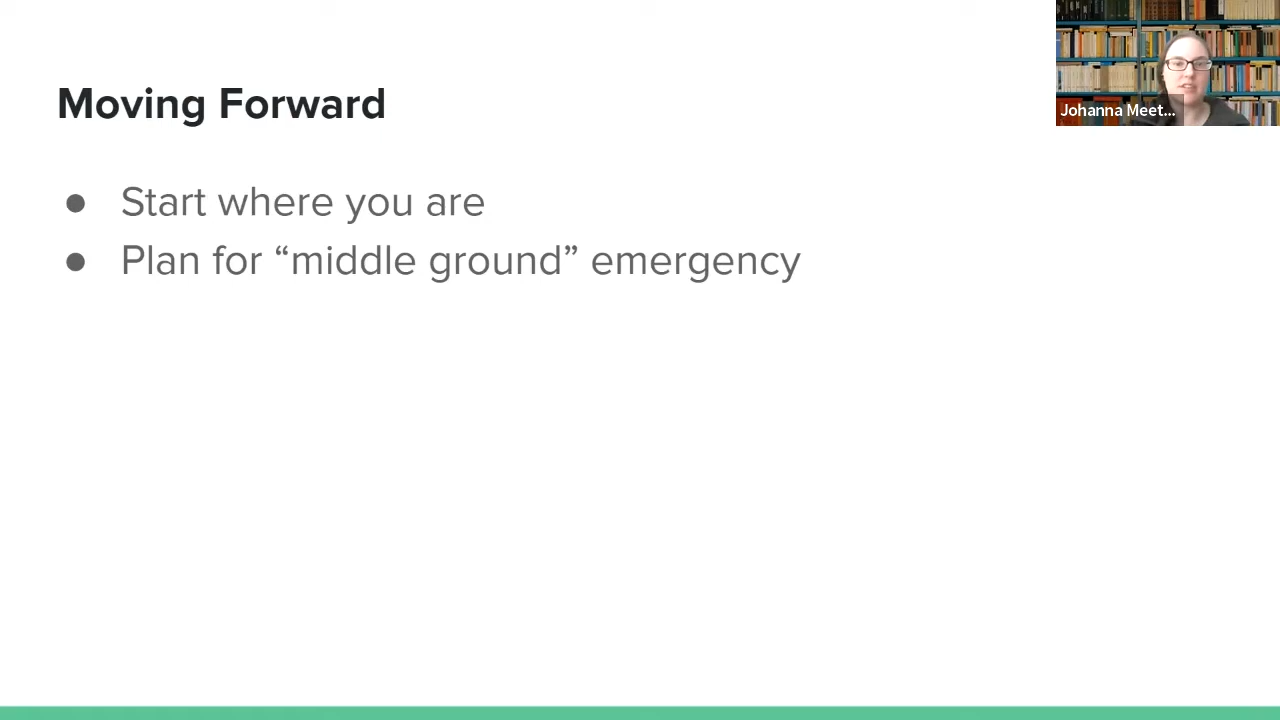 Moving Forward
● Start where you are
● Plan for “middle ground” emergency
Johanna Meet...